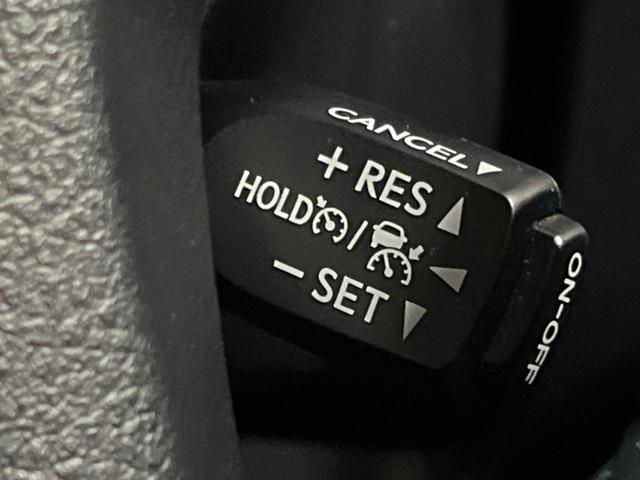 CANCEL
+ RES
HOLD /
- SET
ON-OFF